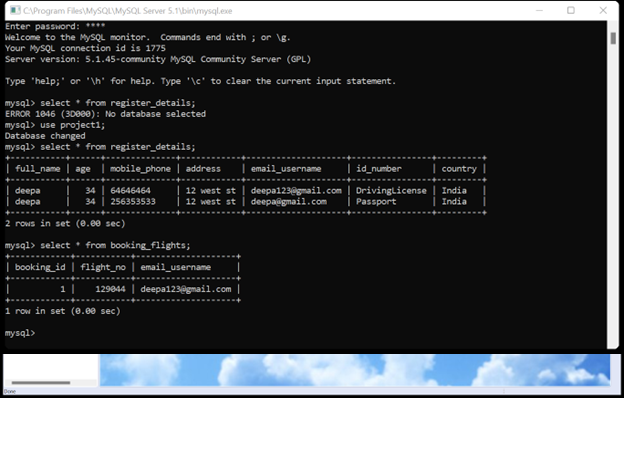 C:\Program Files\MySQL\MySQL Server 5.1\bin\mysql.exe
Enter password: ****
Welcome to the MySQL monitor.  Commands end with ; or \g.
Your MySQL connection id is 1775
Server version: 5.1.45-community MySQL Community Server (GPL)
Type 'help;' or '\h' for help. Type '\c' to clear the current input statement.
mysql> select * from register_details;
ERROR 1046 (3D000): No database selected
mysql> use project1;
Database changed
mysql> select * from register_details;
+-----------+------+--------------+------------+--------------------+----------------+---------+
| full_name | age  | mobile_phone | address    | email_username     | id_number      | country |
+-----------+------+--------------+------------+--------------------+----------------+---------+
| deepa     |   34 | 64646464     | 12 west st | deepa123@gmail.com | DrivingLicense | India   |
| deepa     |   34 | 256353533    | 12 west st | deepa@gmail.com    | Passport       | India   |
+-----------+------+--------------+------------+--------------------+----------------+---------+
2 rows in set (0.00 sec)
mysql> select * from booking_flights;
+------------+-----------+--------------------+
| booking_id | flight_no | email_username     |
+------------+-----------+--------------------+
|          1 |    129044 | deepa123@gmail.com |
+------------+-----------+--------------------+
1 row in set (0.00 sec)
mysql>
Done